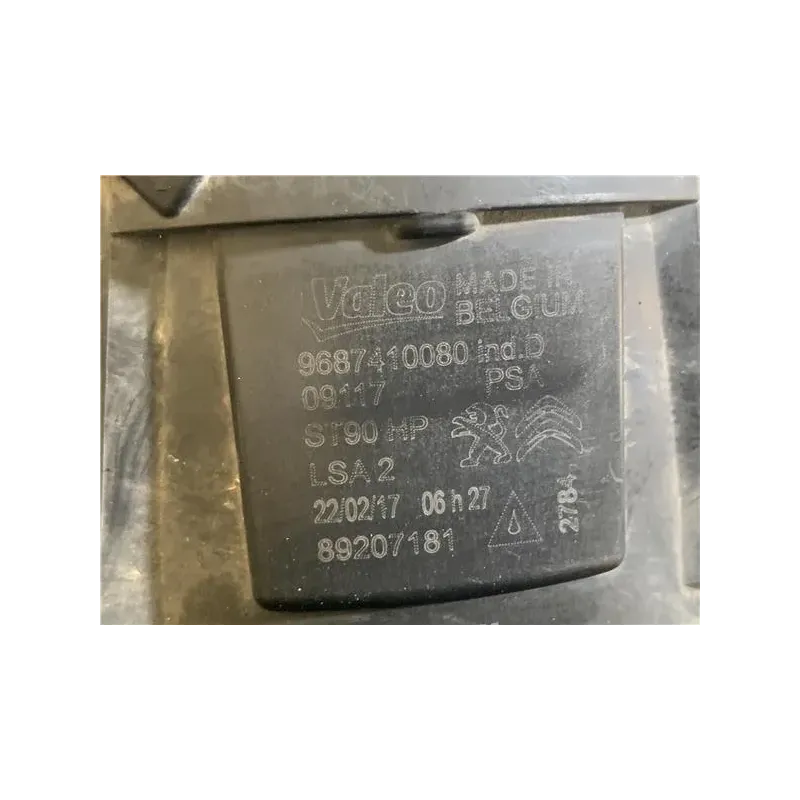 Valeo MADE IN
BELGIUM
9687410080 ind.D
09117 PSA
ST90 HP
LSA 2
22/02/17 06 h 27
89207181
2784